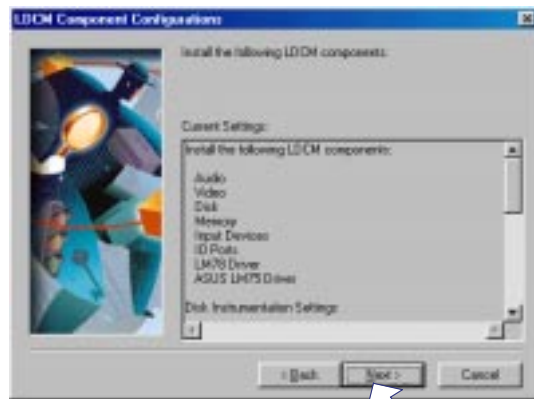 LDCM Component Configurations
Install the following LDCM components:
Current Settings:
Install the following LDCM components:
Audio
Video
Disk
Memory
Input Devices
IO Ports
LM78 Driver
ASUS LM75 Driver
Disk Instrumentation Settings:
< Back
Next >
Cancel